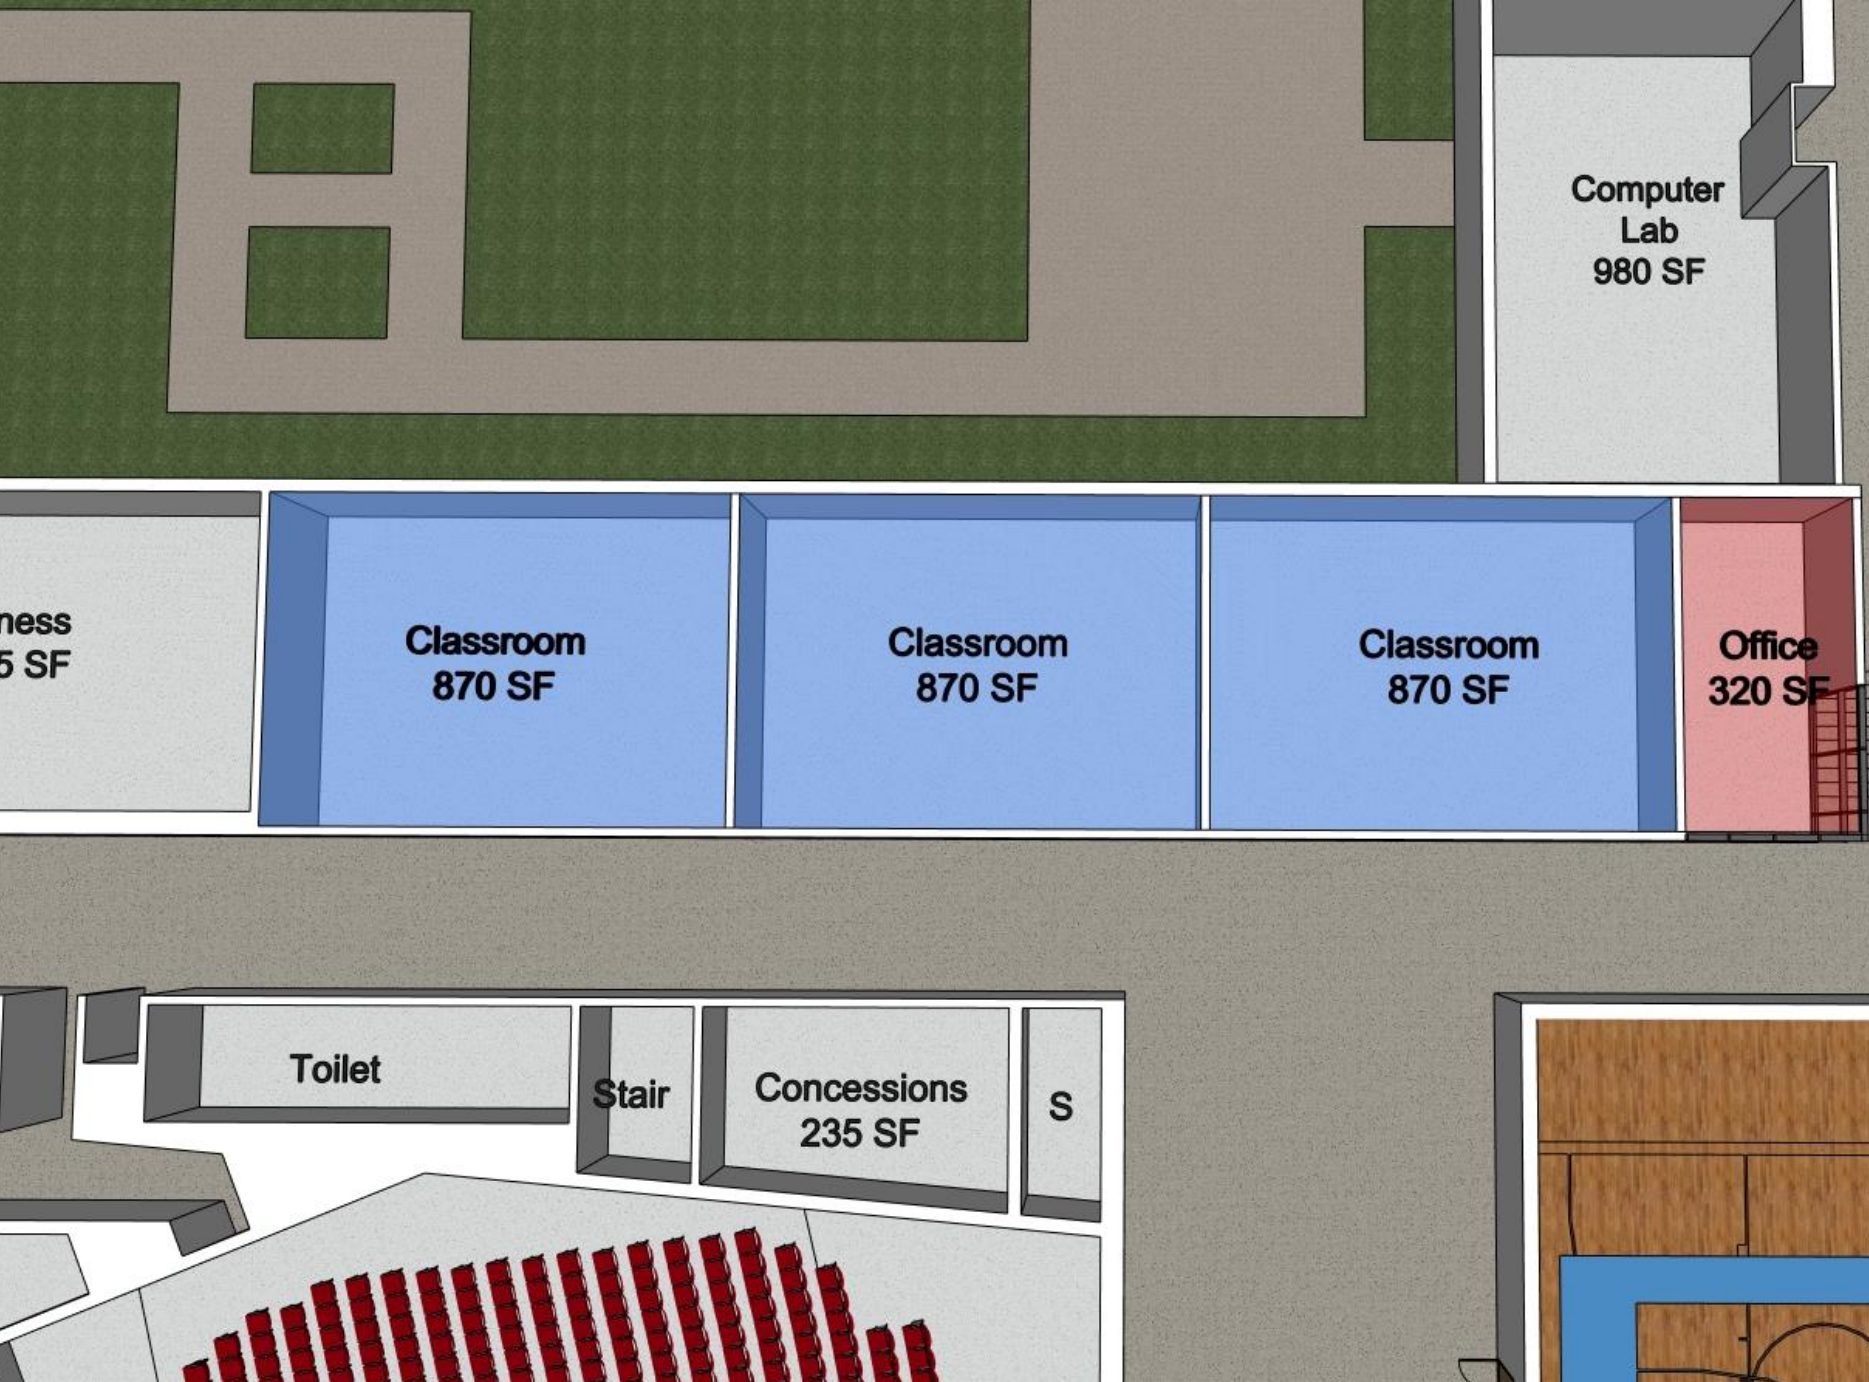 Computer
Lab
980 SF
ness
5 SF
Classroom
870 SF
Classroom
870 SF
Classroom
870 SF
Office
320 SF
Toilet
Stair
Concessions
235 SF
S